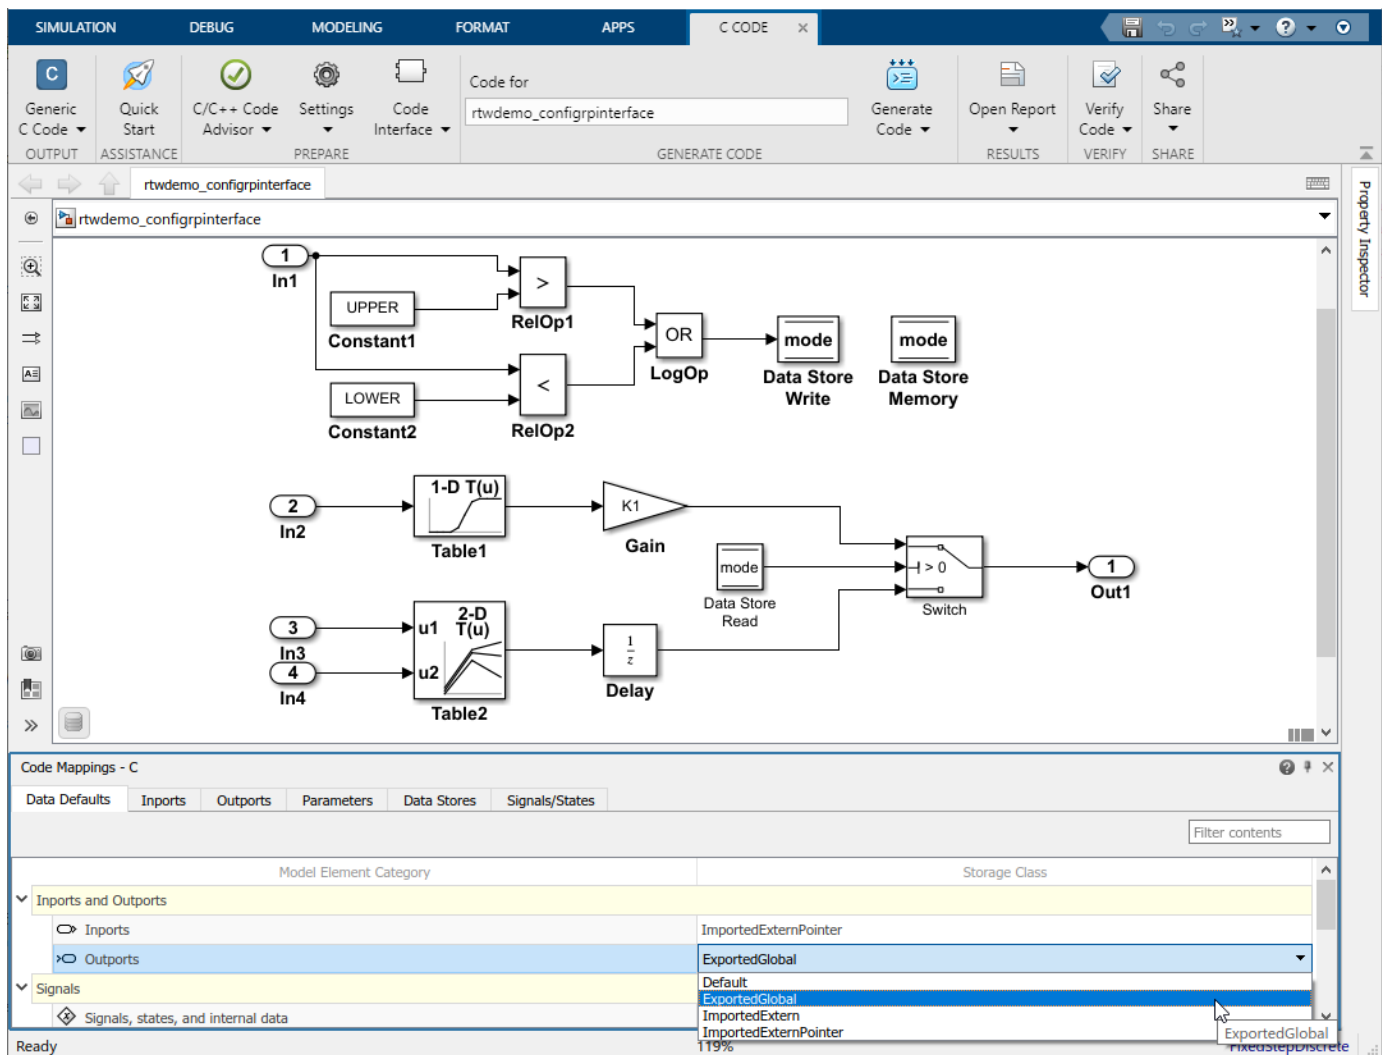 SIMULATION DEBUG MODELING FORMAT APPS C CODE
C
Generic C Code
Quick Start
C/C++ Code Advisor
Settings
Code Interface
Code for
rtwdemo_configrpinterface
Generate Code
Open Report
Verify Code
Share
OUTPUT ASSISTANCE PREPARE GENERATE CODE RESULTS VERIFY SHARE
rtwdemo_configrpinterface
Property Inspector
rtwdemo_configrpinterface
1
In1
UPPER
Constant1
>
RelOp1
LOWER
Constant2
<
RelOp2
OR
LogOp
mode
Data Store
Write
mode
Data Store
Memory
2
In2
1-D T(u)
Table1
K1
Gain
mode
Data Store
Read
> 0
Switch
1
Out1
3
In3
4
In4
u1
u2
2-D
T(u)
Table2
1
z
Delay
Code Mappings - C
Data Defaults Inports Outports Parameters Data Stores Signals/States
Filter contents
Model Element Category Storage Class
Inports and Outports
Inports ImportedExternPointer
Outports ExportedGlobal
Signals
Signals, states, and internal data
Default
ExportedGlobal
ImportedExtern
ImportedExternPointer
ExportedGlobal
Ready 119% FixedStepDiscrete